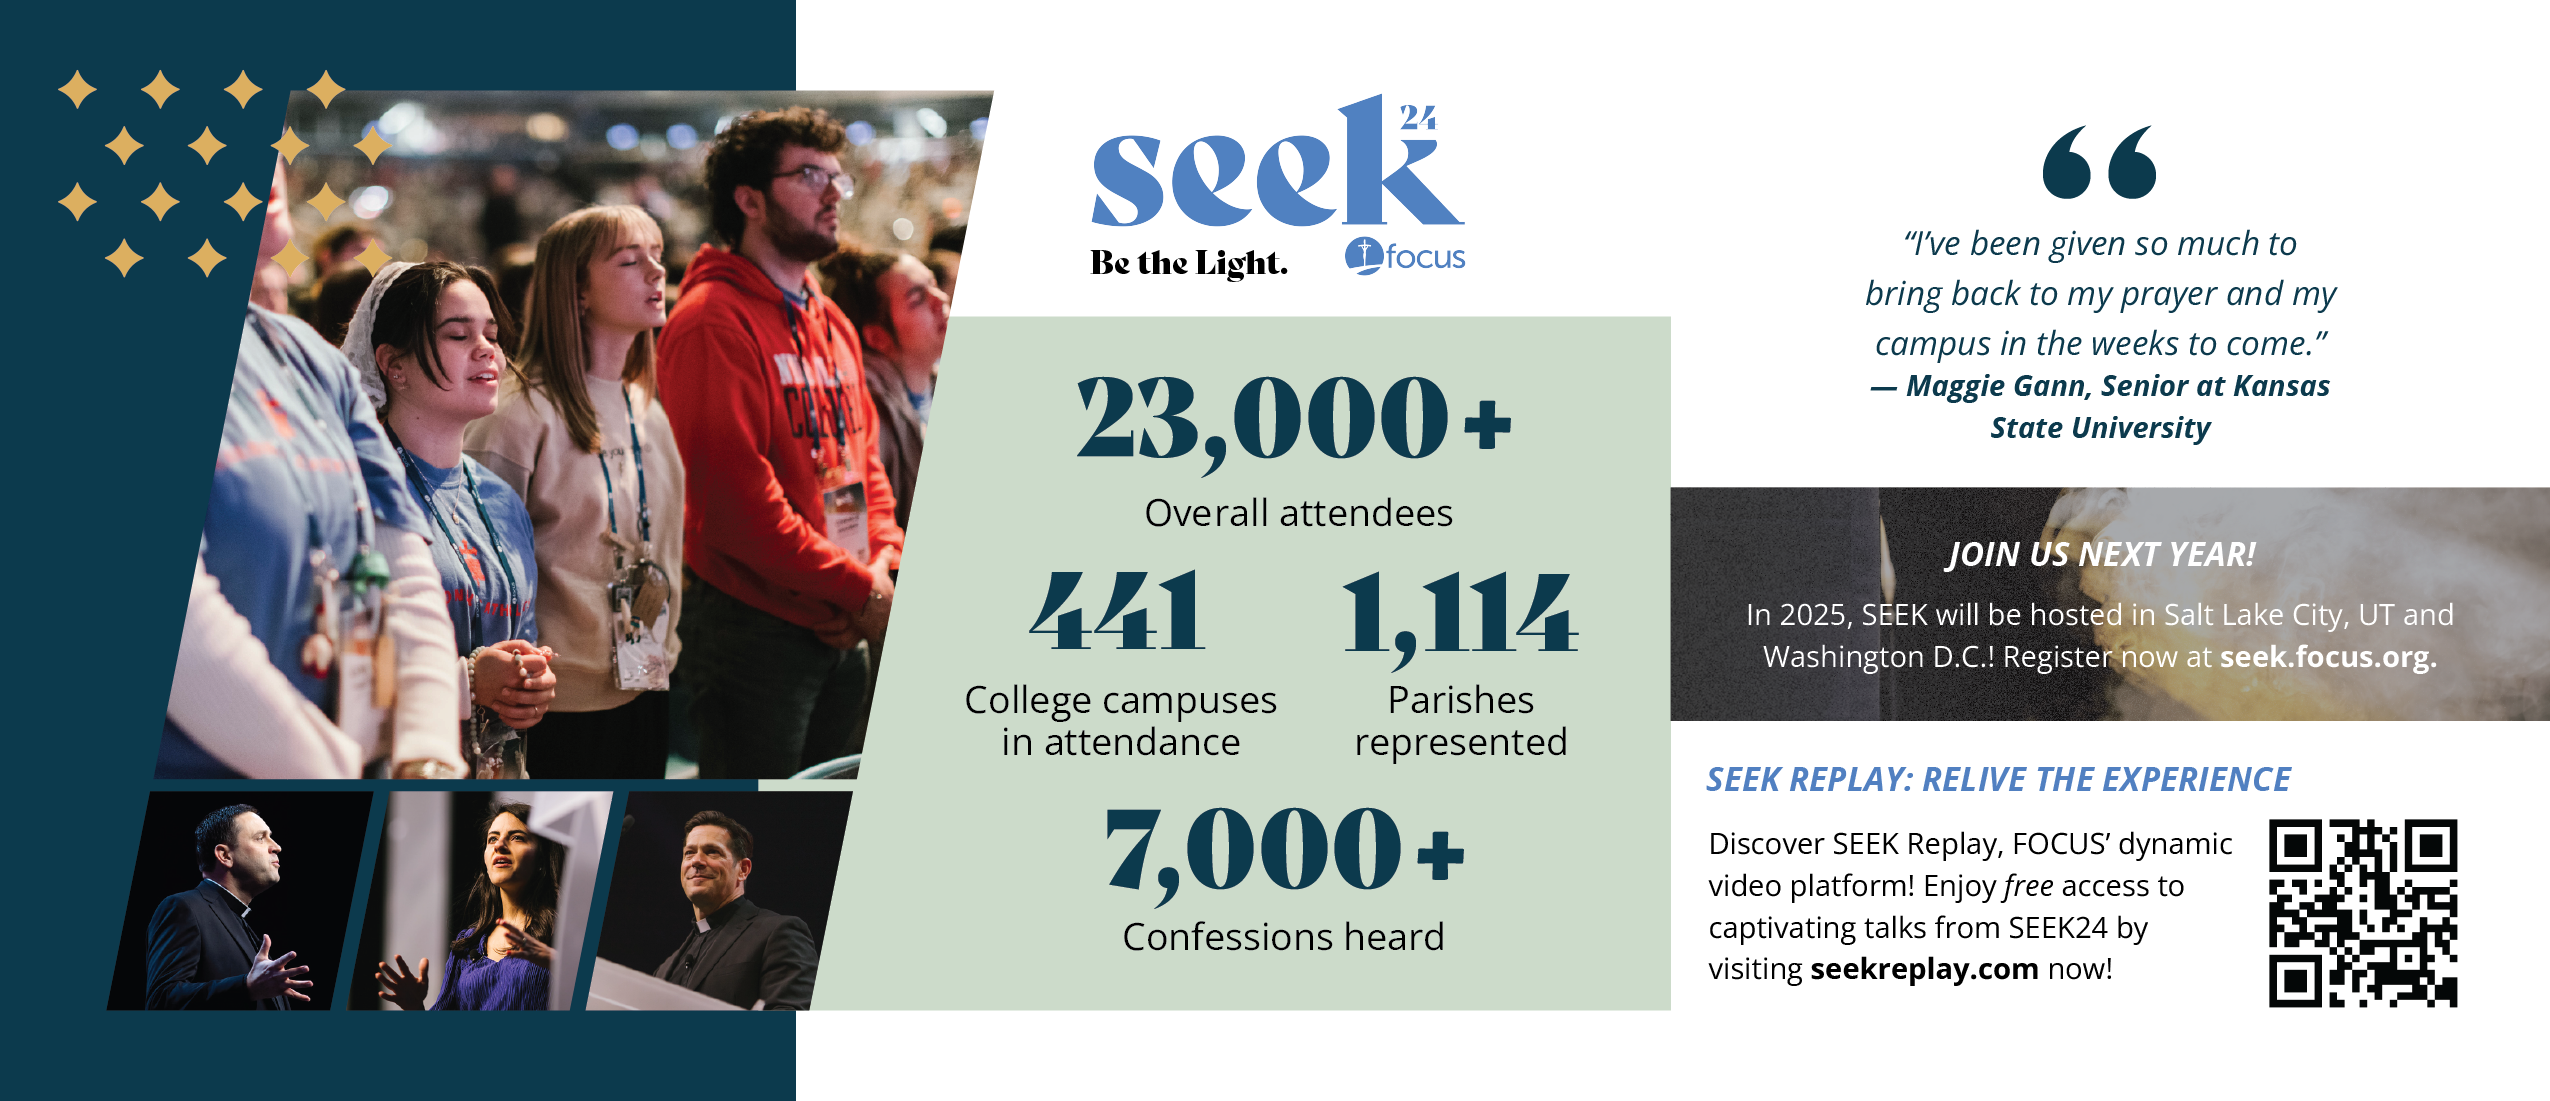 seek
24
Be the Light.
focus
23,000+
Overall attendees
441
College campuses
in attendance
1,114
Parishes
represented
7,000+
Confessions heard
“I’ve been given so much to
bring back to my prayer and my
campus in the weeks to come.”
— Maggie Gann, Senior at Kansas
State University
JOIN US NEXT YEAR!
In 2025, SEEK will be hosted in Salt Lake City, UT and
Washington D.C.! Register now at seek.focus.org.
SEEK REPLAY: RELIVE THE EXPERIENCE
Discover SEEK Replay, FOCUS’ dynamic
video platform! Enjoy free access to
captivating talks from SEEK24 by
visiting seekreplay.com now!